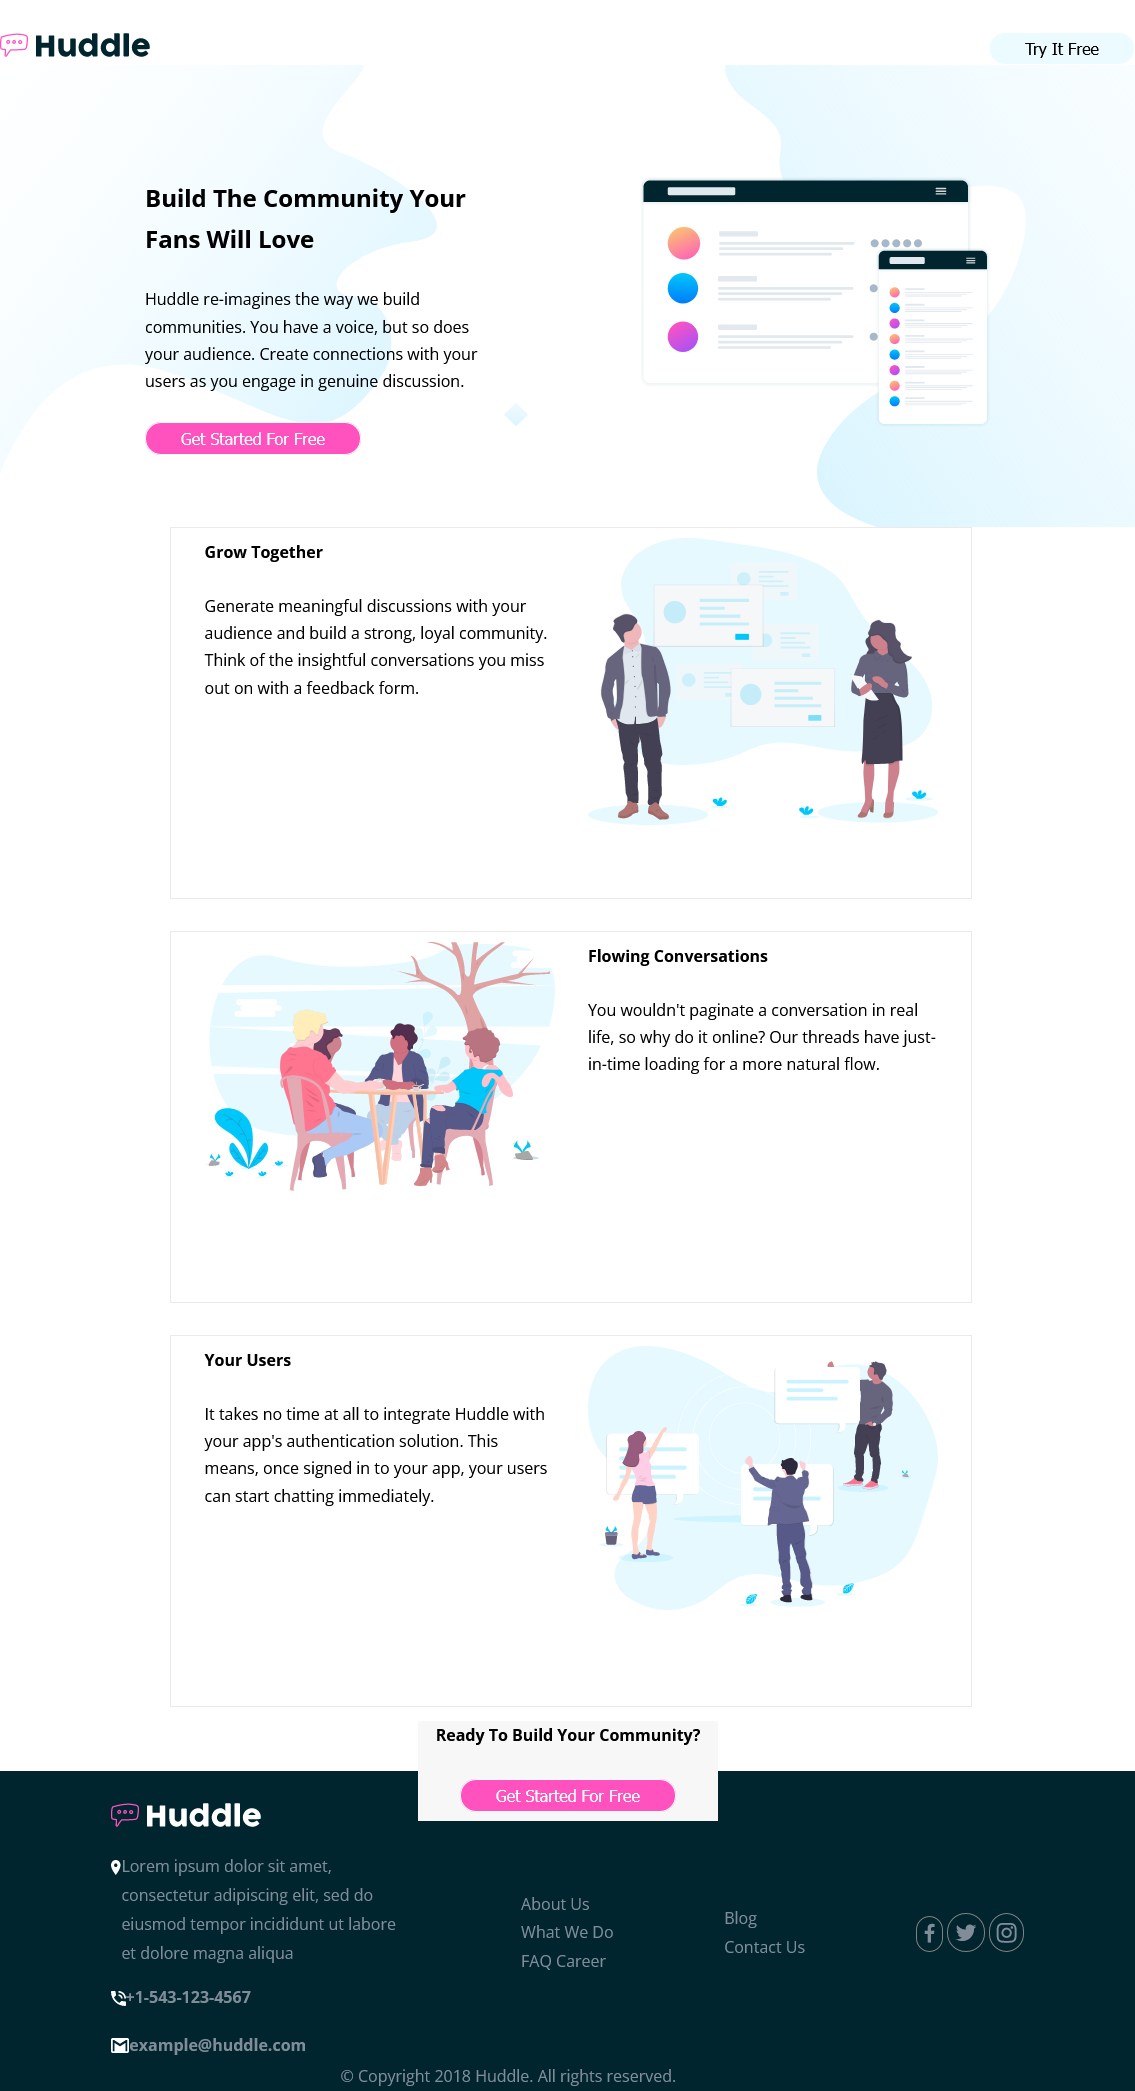 Huddle
Try It Free
Build The Community Your
Fans Will Love
Huddle re-imagines the way we build
communities. You have a voice, but so does
your audience. Create connections with your
users as you engage in genuine discussion.
Get Started For Free
Grow Together
Generate meaningful discussions with your
audience and build a strong, loyal community.
Think of the insightful conversations you miss
out on with a feedback form.
Flowing Conversations
You wouldn't paginate a conversation in real
life, so why do it online? Our threads have just-
in-time loading for a more natural flow.
Your Users
It takes no time at all to integrate Huddle with
your app's authentication solution. This
means, once signed in to your app, your users
can start chatting immediately.
Ready To Build Your Community?
Get Started For Free
Huddle
Lorem ipsum dolor sit amet,
consectetur adipiscing elit, sed do
eiusmod tempor incididunt ut labore
et dolore magna aliqua
+1-543-123-4567
example@huddle.com
About Us
What We Do
FAQ Career
Blog
Contact Us
© Copyright 2018 Huddle. All rights reserved.